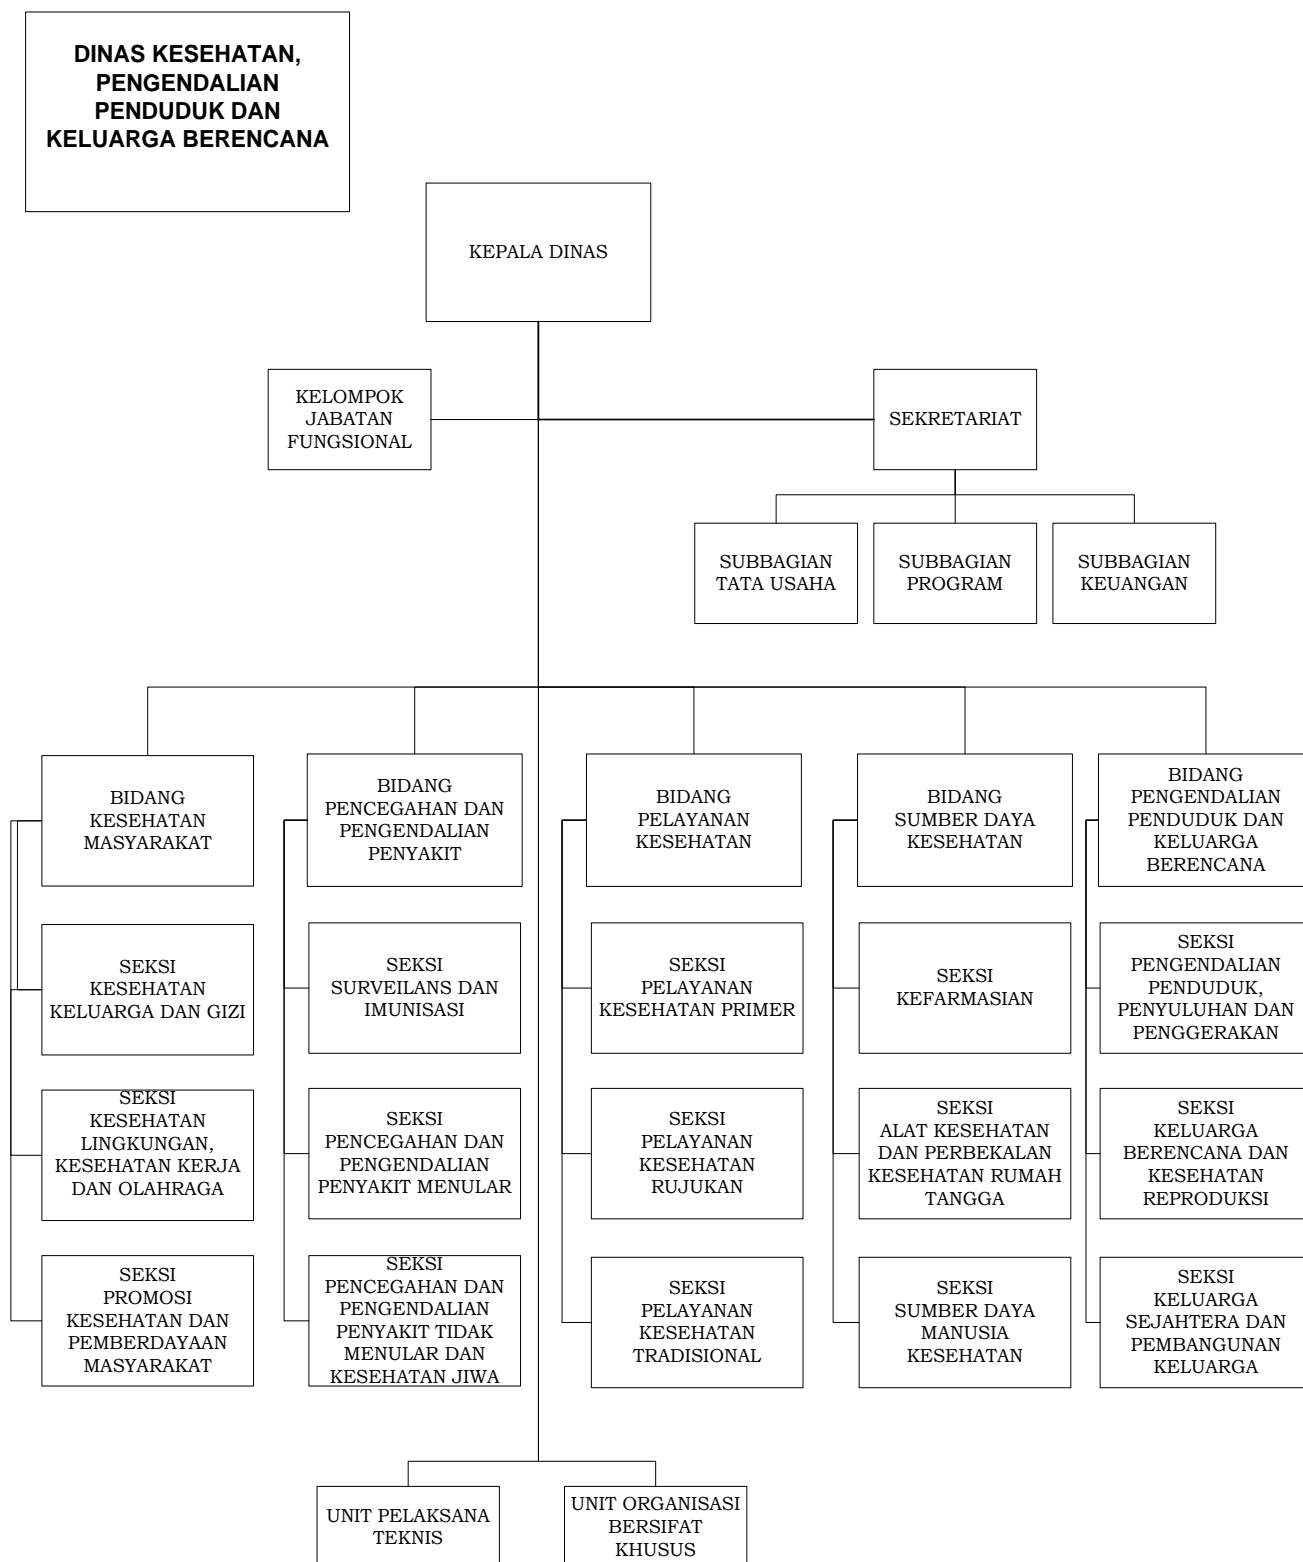 DINAS KESEHATAN,
PENGENDALIAN
PENDUDUK DAN
KELUARGA BERENCANA
KEPALA DINAS
KELOMPOK
JABATAN
FUNGSIONAL
SEKRETARIAT
SUBBAGIAN
TATA USAHA
SUBBAGIAN
PROGRAM
SUBBAGIAN
KEUANGAN
BIDANG
KESEHATAN
MASYARAKAT
BIDANG
PENCEGAHAN DAN
PENGENDALIAN
PENYAKIT
BIDANG
PELAYANAN
KESEHATAN
BIDANG
SUMBER DAYA
KESEHATAN
BIDANG
PENGENDALIAN
PENDUDUK DAN
KELUARGA
BERENCANA
SEKSI
KESEHATAN
KELUARGA DAN GIZI
SEKSI
SURVEILANS DAN
IMUNISASI
SEKSI
PELAYANAN
KESEHATAN PRIMER
SEKSI
KEFARMASIAN
SEKSI
PENGENDALIAN
PENDUDUK,
PENYULUHAN DAN
PENGGERAKAN
SEKSI
KESEHATAN
LINGKUNGAN,
KESEHATAN KERJA
DAN OLAHRAGA
SEKSI
PENCEGAHAN DAN
PENGENDALIAN
PENYAKIT MENULAR
SEKSI
PELAYANAN
KESEHATAN
RUJUKAN
SEKSI
ALAT KESEHATAN
DAN PERBEKALAN
KESEHATAN RUMAH
TANGGA
SEKSI
KELUARGA
BERENCANA DAN
KESEHATAN
REPRODUKSI
SEKSI
PROMOSI
KESEHATAN DAN
PEMBERDAYAAN
MASYARAKAT
SEKSI
PENCEGAHAN DAN
PENGENDALIAN
PENYAKIT TIDAK
MENULAR DAN
KESEHATAN JIWA
SEKSI
PELAYANAN
KESEHATAN
TRADISIONAL
SEKSI
SUMBER DAYA
MANUSIA
KESEHATAN
SEKSI
KELUARGA
SEJAHTERA DAN
PEMBANGUNAN
KELUARGA
UNIT PELAKSANA
TEKNIS
UNIT ORGANISASI
BERSIFAT
KHUSUS